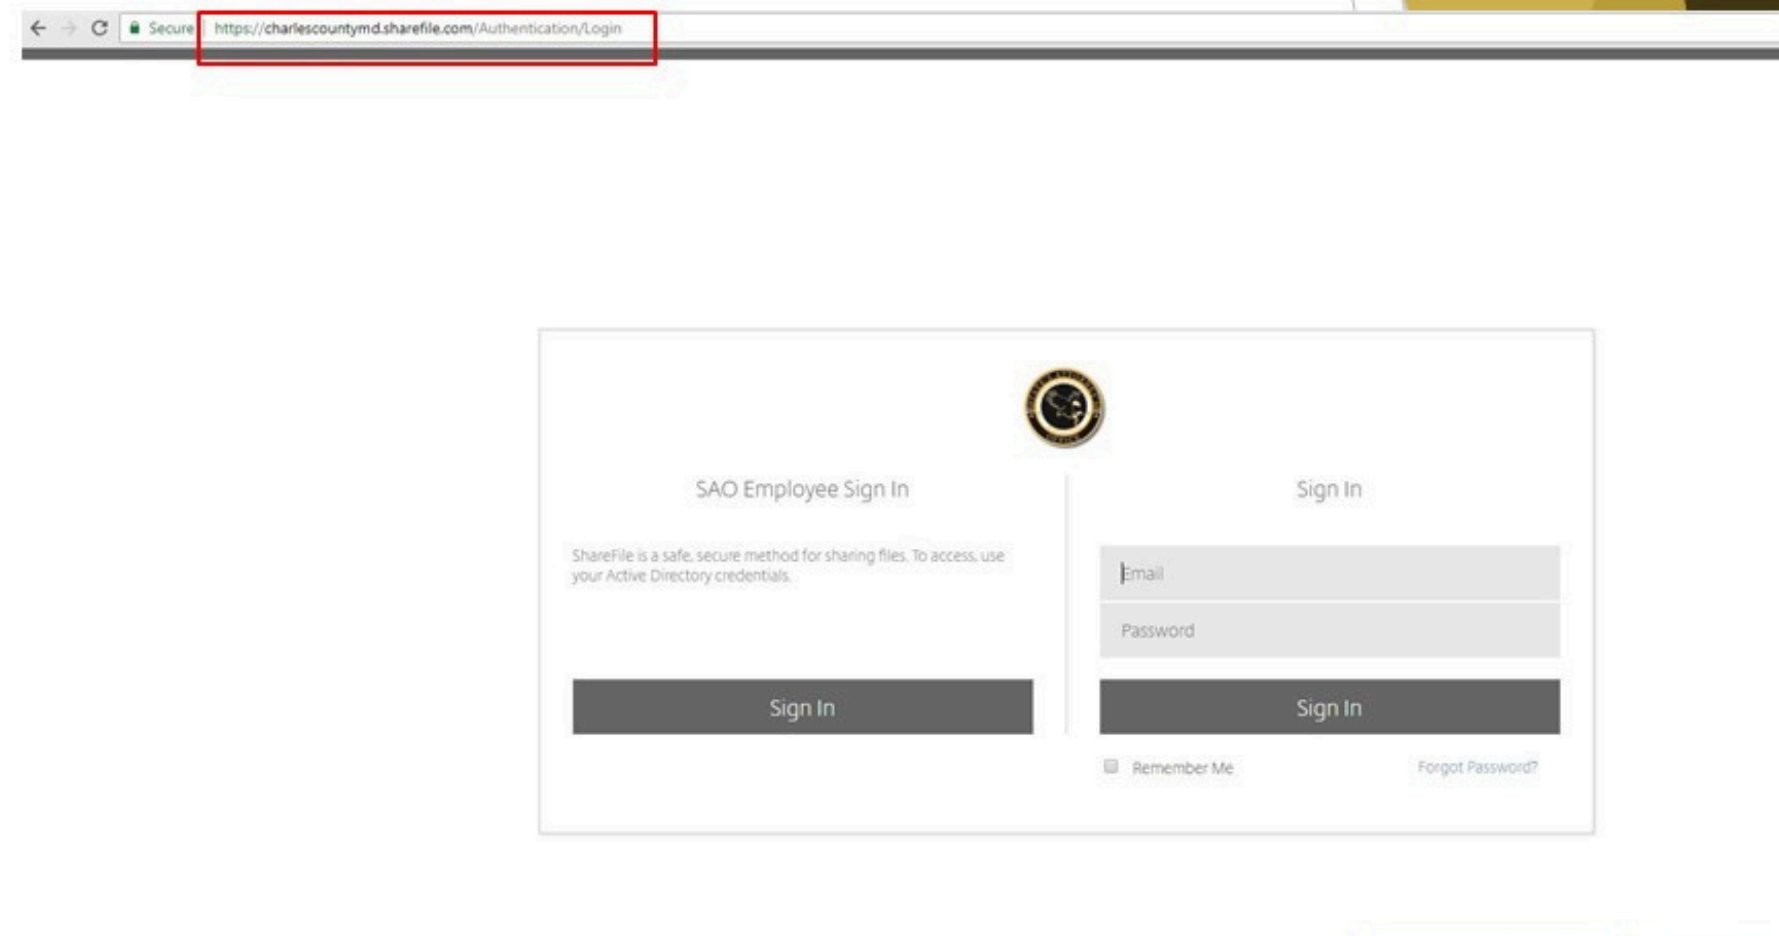 Secure https://charlescountymd.sharefile.com/Authentication/Login
SAO Employee Sign In
ShareFile is a safe, secure method for sharing files. To access, use
your Active Directory credentials.
Sign In
Sign In
Email
Password
Sign In
Remember Me Forgot Password?